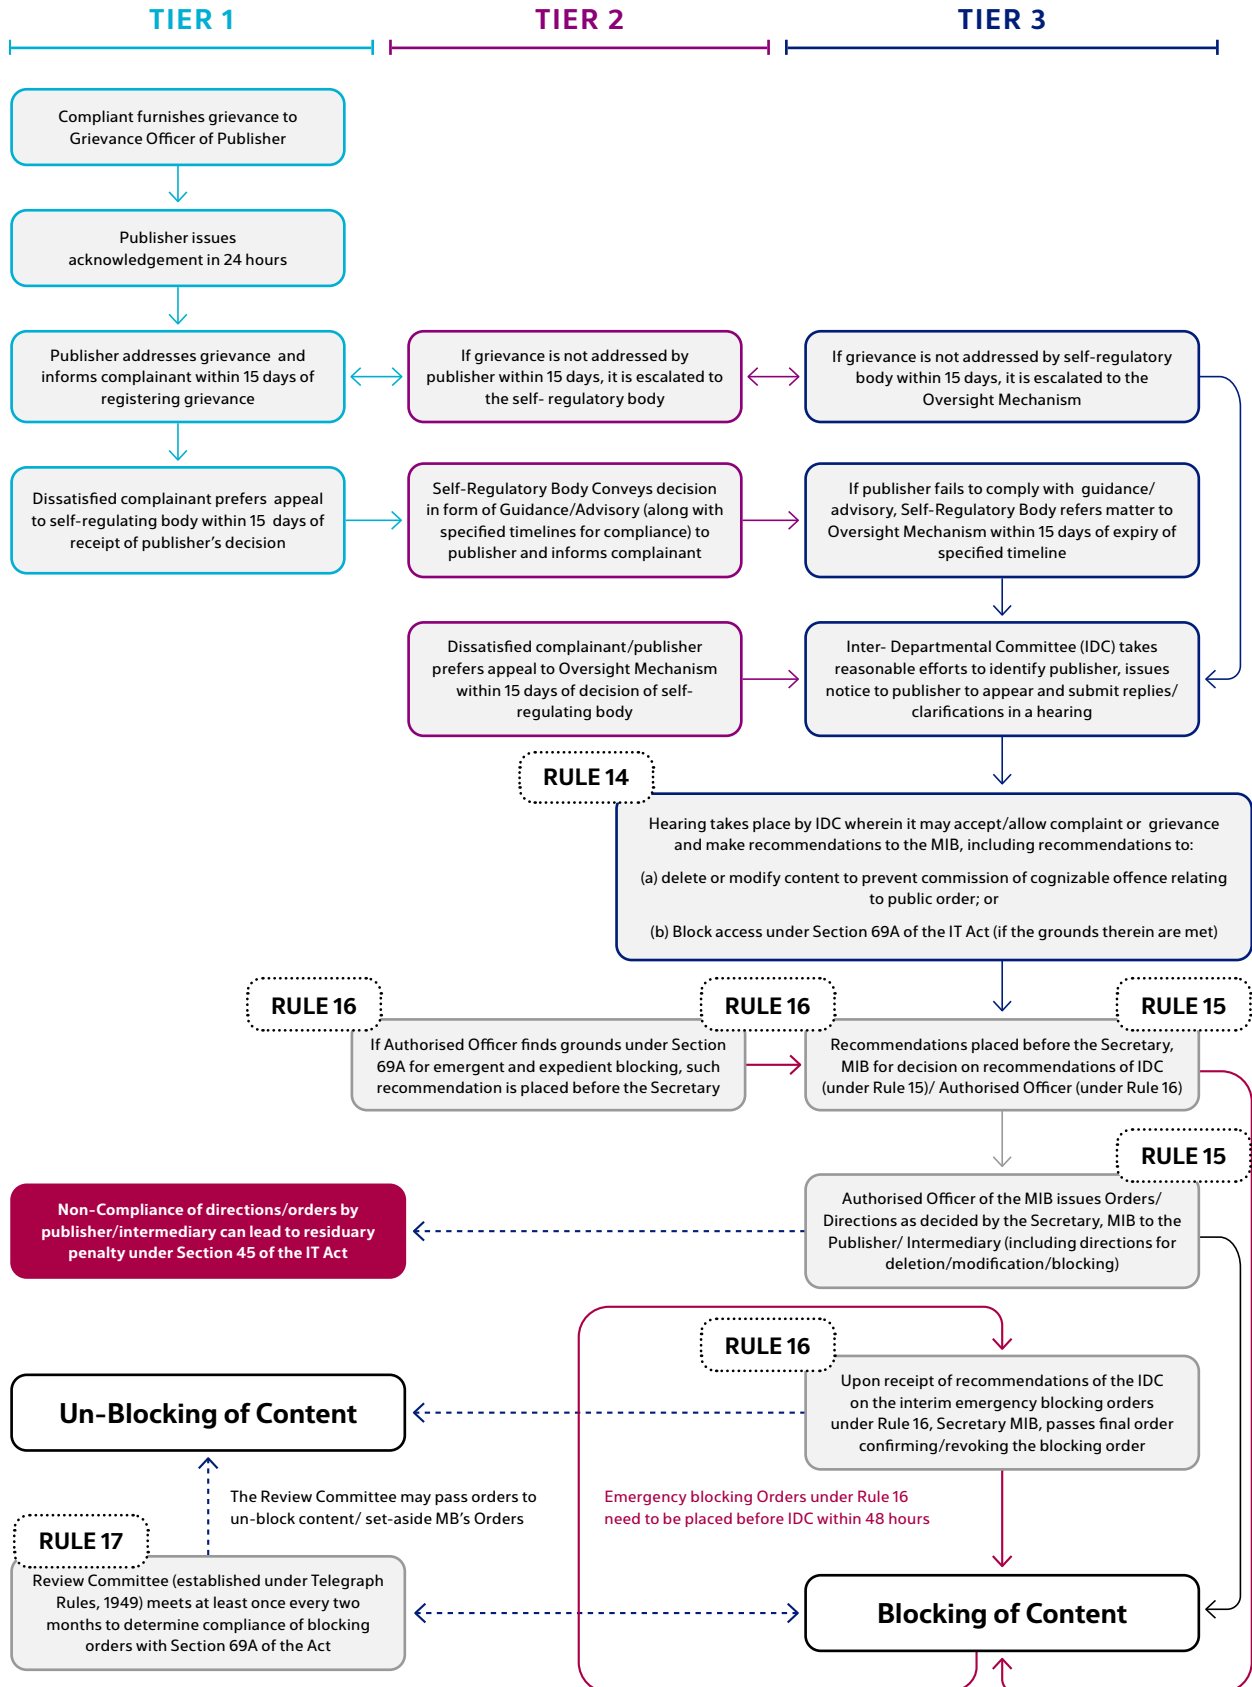 TIER 1
TIER 2
TIER 3
Compliant furnishes grievance to
Grievance Officer of Publisher
Publisher issues
acknowledgement in 24 hours
Publisher addresses grievance and
informs complainant within 15 days of
registering grievance
If grievance is not addressed by
publisher within 15 days, it is escalated to
the self- regulatory body
If grievance is not addressed by self-regulatory
body within 15 days, it is escalated to the
Oversight Mechanism
Dissatisfied complainant prefers appeal
to self-regulating body within 15 days of
receipt of publisher's decision
Self-Regulatory Body Conveys decision
in form of Guidance/Advisory (along with
specified timelines for compliance) to
publisher and informs complainant
If publisher fails to comply with guidance/
advisory, Self-Regulatory Body refers matter to
Oversight Mechanism within 15 days of expiry of
specified timeline
Dissatisfied complainant/publisher
prefers appeal to Oversight Mechanism
within 15 days of decision of self-
regulating body
Inter- Departmental Committee (IDC) takes
reasonable efforts to identify publisher, issues
notice to publisher to appear and submit replies/
clarifications in a hearing
RULE 14
Hearing takes place by IDC wherein it may accept/allow complaint or grievance
and make recommendations to the MIB, including recommendations to:
(a) delete or modify content to prevent commission of cognizable offence relating
to public order; or
(b) Block access under Section 69A of the IT Act (if the grounds therein are met)
RULE 16
If Authorised Officer finds grounds under Section
69A for emergent and expedient blocking, such
recommendation is placed before the Secretary
RULE 16
RULE 15
Recommendations placed before the Secretary,
MIB for decision on recommendations of IDC
(under Rule 15)/ Authorised Officer (under Rule 16)
RULE 15
Authorised Officer of the MIB issues Orders/
Directions as decided by the Secretary, MIB to the
Publisher/ Intermediary (including directions for
deletion/modification/blocking)
Non-Compliance of directions/orders by
publisher/intermediary can lead to residuary
penalty under Section 45 of the IT Act
RULE 16
Upon receipt of recommendations of the IDC
on the interim emergency blocking orders
under Rule 16, Secretary MIB, passes final order
confirming/revoking the blocking order
Un-Blocking of Content
The Review Committee may pass orders to
un-block content/ set-aside MB's Orders
Emergency blocking Orders under Rule 16
need to be placed before IDC within 48 hours
RULE 17
Review Committee (established under Telegraph
Rules, 1949) meets at least once every two
months to determine compliance of blocking
orders with Section 69A of the Act
Blocking of Content